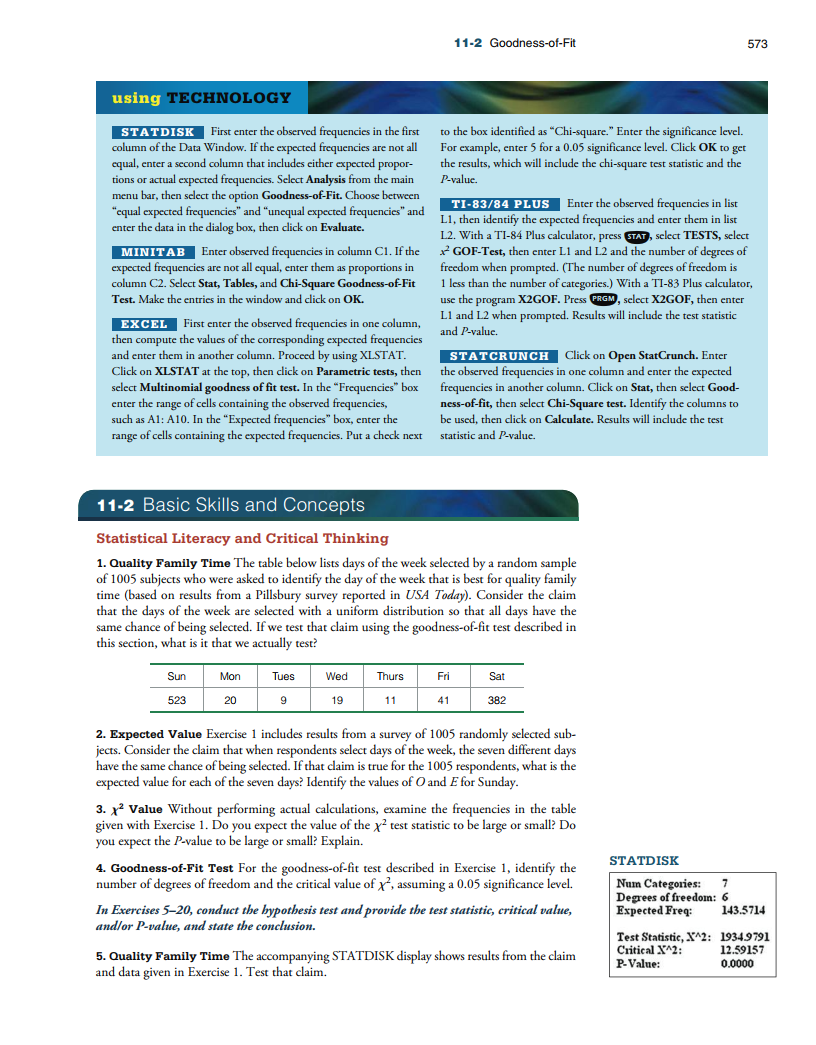 11-2 Goodness-of-Fit 573
using TECHNOLOGY
STATDISK First enter the observed frequencies in the first
column of the Data Window. If the expected frequencies are not all
equal, enter a second column that includes either expected propor-
tions or actual expected frequencies. Select Analysis from the main
menu bar, then select the option Goodness-of-Fit. Choose between
“equal expected frequencies” and “unequal expected frequencies” and
enter the data in the dialog box, then click on Evaluate.
MINITAB Enter observed frequencies in column C1. If the
expected frequencies are not all equal, enter them as proportions in
column C2. Select Stat, Tables, and Chi-Square Goodness-of-Fit
Test. Make the entries in the window and click on OK.
EXCEL First enter the observed frequencies in one column,
then compute the values of the corresponding expected frequencies
and enter them in another column. Proceed by using XLSTAT.
Click on XLSTAT at the top, then click on Parametric tests, then
select Multinomial goodness of fit test. In the “Frequencies” box
enter the range of cells containing the observed frequencies,
such as A1: A10. In the “Expected frequencies” box, enter the
range of cells containing the expected frequencies. Put a check next
to the box identified as “Chi-square.” Enter the significance level.
For example, enter 5 for a 0.05 significance level. Click OK to get
the results, which will include the chi-square test statistic and the
P-value.
TI-83/84 PLUS Enter the observed frequencies in list
L1, then identify the expected frequencies and enter them in list
L2. With a TI-84 Plus calculator, press STAT, select TESTS, select
x² GOF-Test, then enter L1 and L2 and the number of degrees of
freedom when prompted. (The number of degrees of freedom is
1 less than the number of categories.) With a TI-83 Plus calculator,
use the program X2GOF. Press PRGM, select X2GOF, then enter
L1 and L2 when prompted. Results will include the test statistic
and P-value.
STATCRUNCH Click on Open StatCrunch. Enter
the observed frequencies in one column and enter the expected
frequencies in another column. Click on Stat, then select Good-
ness-of-fit, then select Chi-Square test. Identify the columns to
be used, then click on Calculate. Results will include the test
statistic and P-value.
11-2 Basic Skills and Concepts
Statistical Literacy and Critical Thinking
1. Quality Family Time The table below lists days of the week selected by a random sample
of 1005 subjects who were asked to identify the day of the week that is best for quality family
time (based on results from a Pillsbury survey reported in USA Today). Consider the claim
that the days of the week are selected with a uniform distribution so that all days have the
same chance of being selected. If we test that claim using the goodness-of-fit test described in
this section, what is it that we actually test?
Sun Mon Tues Wed Thurs Fri Sat
523 20 9 19 11 41 382
2. Expected Value Exercise 1 includes results from a survey of 1005 randomly selected sub-
jects. Consider the claim that when respondents select days of the week, the seven different days
have the same chance of being selected. If that claim is true for the 1005 respondents, what is the
expected value for each of the seven days? Identify the values of O and E for Sunday.
3. χ² Value Without performing actual calculations, examine the frequencies in the table
given with Exercise 1. Do you expect the value of the χ² test statistic to be large or small? Do
you expect the P-value to be large or small? Explain.
4. Goodness-of-Fit Test For the goodness-of-fit test described in Exercise 1, identify the
number of degrees of freedom and the critical value of χ², assuming a 0.05 significance level.
In Exercises 5–20, conduct the hypothesis test and provide the test statistic, critical value,
and/or P-value, and state the conclusion.
5. Quality Family Time The accompanying STATDISK display shows results from the claim
and data given in Exercise 1. Test that claim.
STATDISK
Num Categories: 7
Degrees of freedom: 6
Expected Freq: 143.5714
Test Statistic, X^2: 1934.9791
Critical X^2: 12.59157
P-Value: 0.0000